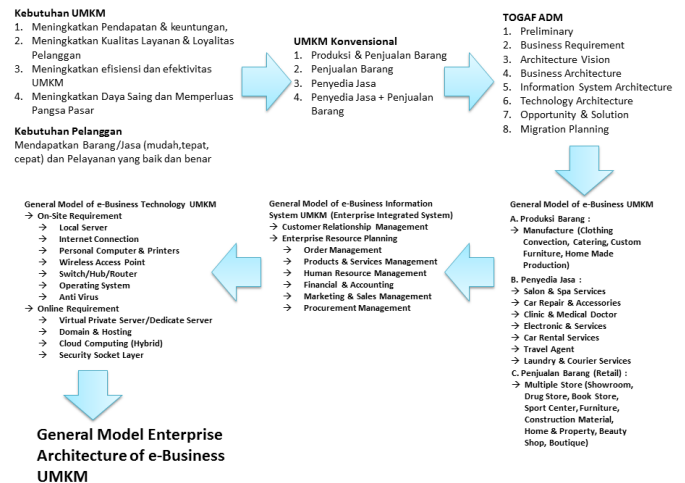 Kebutuhan UMKM
1. Meningkatkan Pendapatan & keuntungan,
2. Meningkatkan Kualitas Layanan & Loyalitas
Pelanggan
3. Meningkatkan efisiensi dan efektivitas
UMKM
4. Meningkatkan Daya Saing dan Memperluas
Pangsa Pasar
Kebutuhan Pelanggan
Mendapatkan Barang/Jasa (mudah,tepat,
cepat) dan Pelayanan yang baik dan benar
UMKM Konvensional
1. Produksi & Penjualan Barang
2. Penjualan Barang
3. Penyedia Jasa
4. Penyedia Jasa + Penjualan
Barang
TOGAF ADM
1. Preliminary
2. Business Requirement
3. Architecture Vision
4. Business Architecture
5. Information System Architecture
6. Technology Architecture
7. Opportunity & Solution
8. Migration Planning
General Model of e-Business UMKM
A. Produksi Barang :
→ Manufacture (Clothing
Convection, Catering, Custom
Furniture, Home Made
Production)
B. Penyedia Jasa :
→ Salon & Spa Services
→ Car Repair & Accessories
→ Clinic & Medical Doctor
→ Electronic & Services
→ Car Rental Services
→ Travel Agent
→ Laundry & Courier Services
C. Penjualan Barang (Retail) :
→ Multiple Store (Showroom,
Drug Store, Book Store,
Sport Center, Furniture,
Construction Material,
Home & Property, Beauty
Shop, Boutique)
General Model of e-Business Information
System UMKM (Enterprise Integrated System)
→ Customer Relationship Management
→ Enterprise Resource Planning
→ Order Management
→ Products & Services Management
→ Human Resource Management
→ Financial & Accounting
→ Marketing & Sales Management
→ Procurement Management
General Model of e-Business Technology UMKM
→ On-Site Requirement
→ Local Server
→ Internet Connection
→ Personal Computer & Printers
→ Wireless Access Point
→ Switch/Hub/Router
→ Operating System
→ Anti Virus
→ Online Requirement
→ Virtual Private Server/Dedicate Server
→ Domain & Hosting
→ Cloud Computing (Hybrid)
→ Security Socket Layer
General Model Enterprise
Architecture of e-Business
UMKM